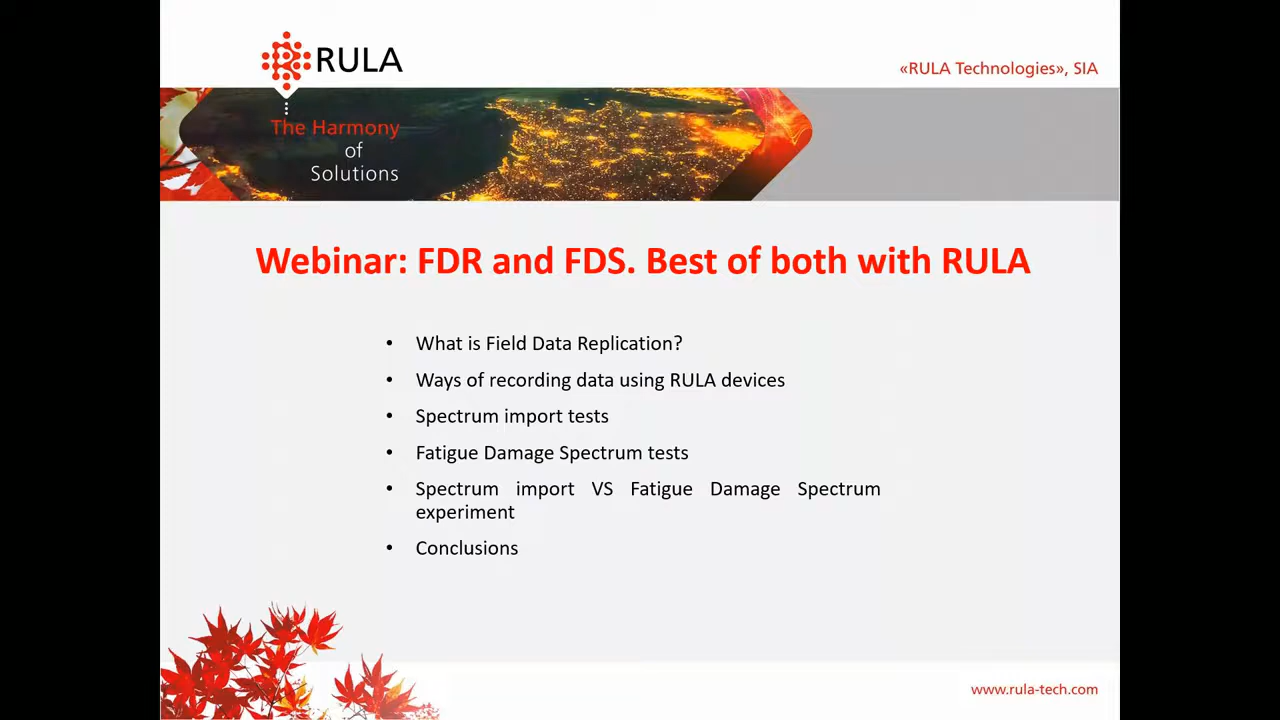 RULA
«RULA Technologies», SIA
The Harmony
of
Solutions
Webinar: FDR and FDS. Best of both with RULA
• What is Field Data Replication?
• Ways of recording data using RULA devices
• Spectrum import tests
• Fatigue Damage Spectrum tests
• Spectrum import VS Fatigue Damage Spectrum
experiment
• Conclusions
www.rula-tech.com